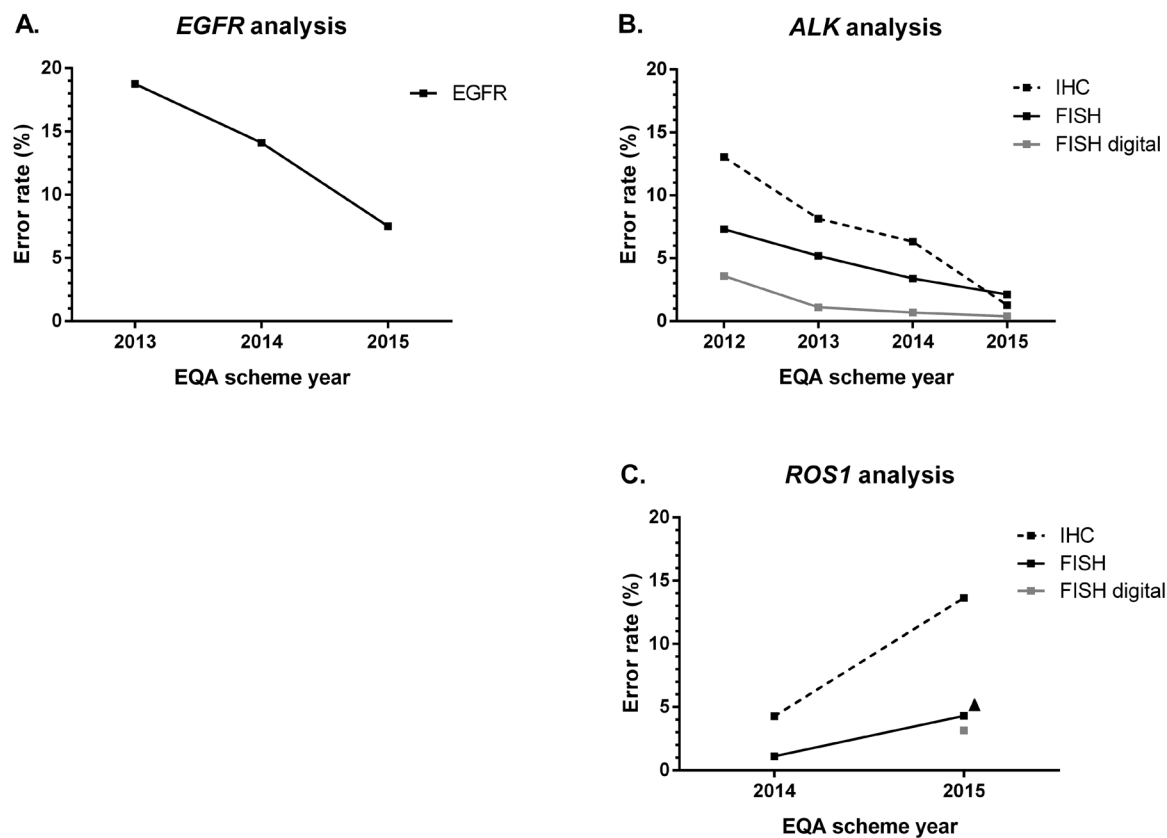 A.
EGFR analysis
20
15
10
5
0
Error rate (%)
EGFR
2013 2014 2015
EQA scheme year
B.
ALK analysis
20
15
10
5
0
Error rate (%)
IHC
FISH
FISH digital
2012 2013 2014 2015
EQA scheme year
C.
ROS1 analysis
20
15
10
5
0
Error rate (%)
IHC
FISH
FISH digital
2014 2015
EQA scheme year